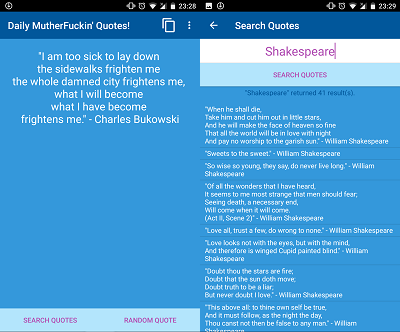 23:28
Daily MutherFuckin' Quotes!
"I am too sick to lay down
the sidewalks frighten me
the whole damned city frightens me,
what I will become
what I have become
frightens me." - Charles Bukowski
SEARCH QUOTES
RANDOM QUOTE
23:29
Search Quotes
Shakespeare
SEARCH QUOTES
"Shakespeare" returned 41 result(s).
"When he shall die,
Take him and cut him out in little stars,
And he will make the face of heaven so fine
That all the world will be in love with night
And pay no worship to the garish sun." - William Shakespeare
"Sweets to the sweet." - William Shakespeare
"So wise so young, they say, do never live long." - William
Shakespeare
"Of all the wonders that I have heard,
It seems to me most strange that men should fear;
Seeing death, a necessary end,
Will come when it will come.
(Act II, Scene 2)" - William Shakespeare
"Love all, trust a few, do wrong to none." - William Shakespeare
"Love looks not with the eyes, but with the mind,
And therefore is winged Cupid painted blind." - William
Shakespeare
"Doubt thou the stars are fire;
Doubt that the sun doth move;
Doubt truth to be a liar;
But never doubt I love." - William Shakespeare
"This above all: to thine own self be true,
And it must follow, as the night the day,
Thou canst not then be false to any man." - William
Shakespeare